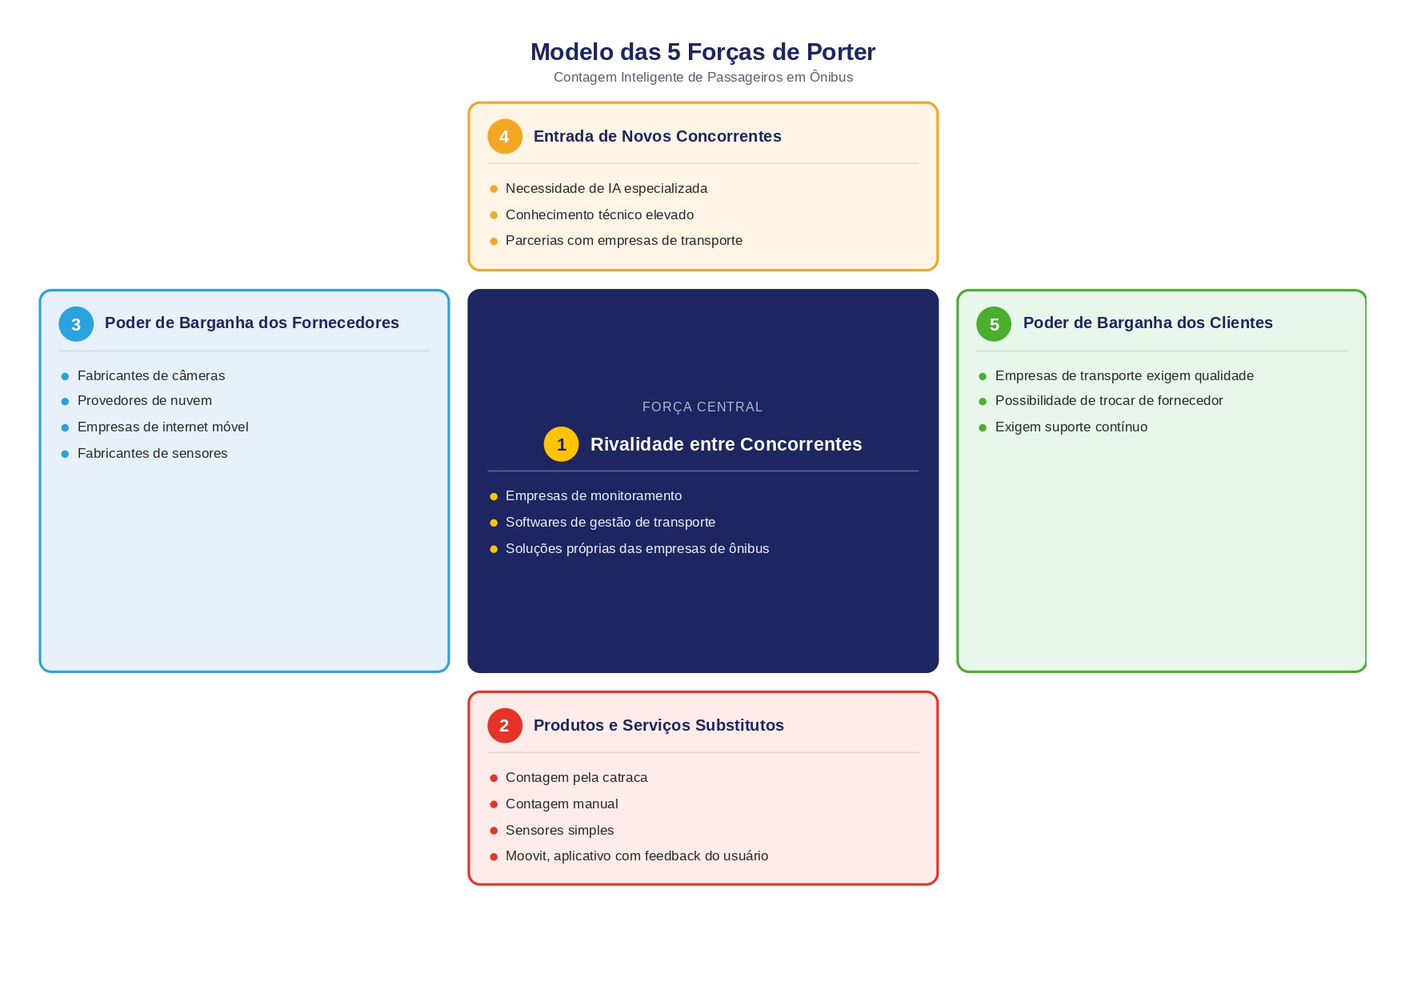 Modelo das 5 Forças de Porter
Contagem Inteligente de Passageiros em Ônibus
4
Entrada de Novos Concorrentes
Necessidade de IA especializada
Conhecimento técnico elevado
Parcerias com empresas de transporte
3
Poder de Barganha dos Fornecedores
Fabricantes de câmeras
Provedores de nuvem
Empresas de internet móvel
Fabricantes de sensores
FORÇA CENTRAL
1
Rivalidade entre Concorrentes
Empresas de monitoramento
Softwares de gestão de transporte
Soluções próprias das empresas de ônibus
5
Poder de Barganha dos Clientes
Empresas de transporte exigem qualidade
Possibilidade de trocar de fornecedor
Exigem suporte contínuo
2
Produtos e Serviços Substitutos
Contagem pela catraca
Contagem manual
Sensores simples
Moovit, aplicativo com feedback do usuário